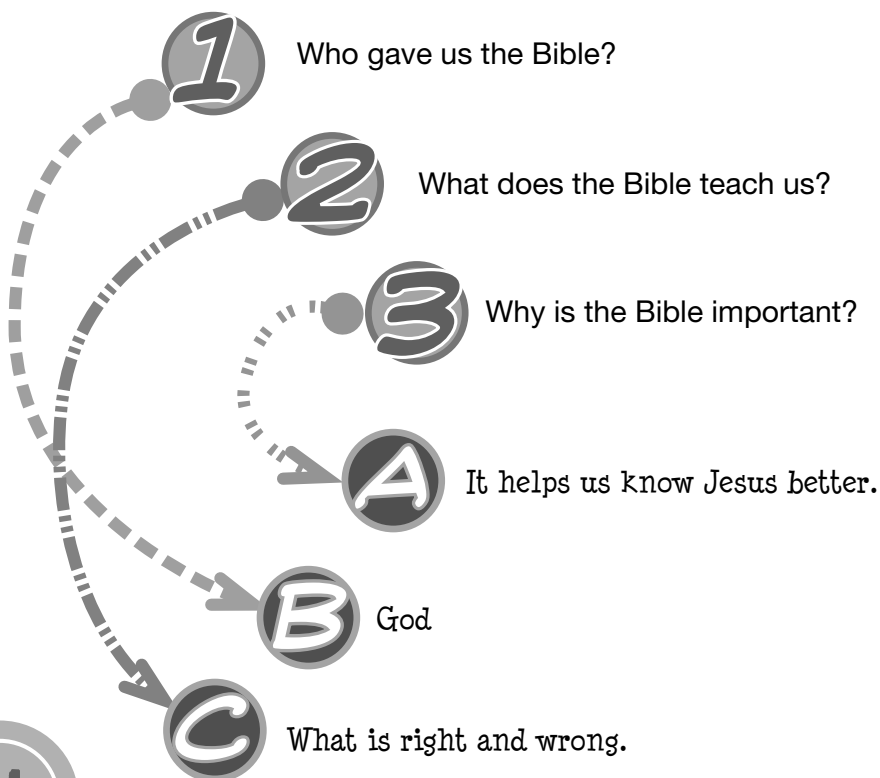 1 Who gave us the Bible?
2 What does the Bible teach us?
3 Why is the Bible important?
A It helps us know Jesus better.
B God
C What is right and wrong.